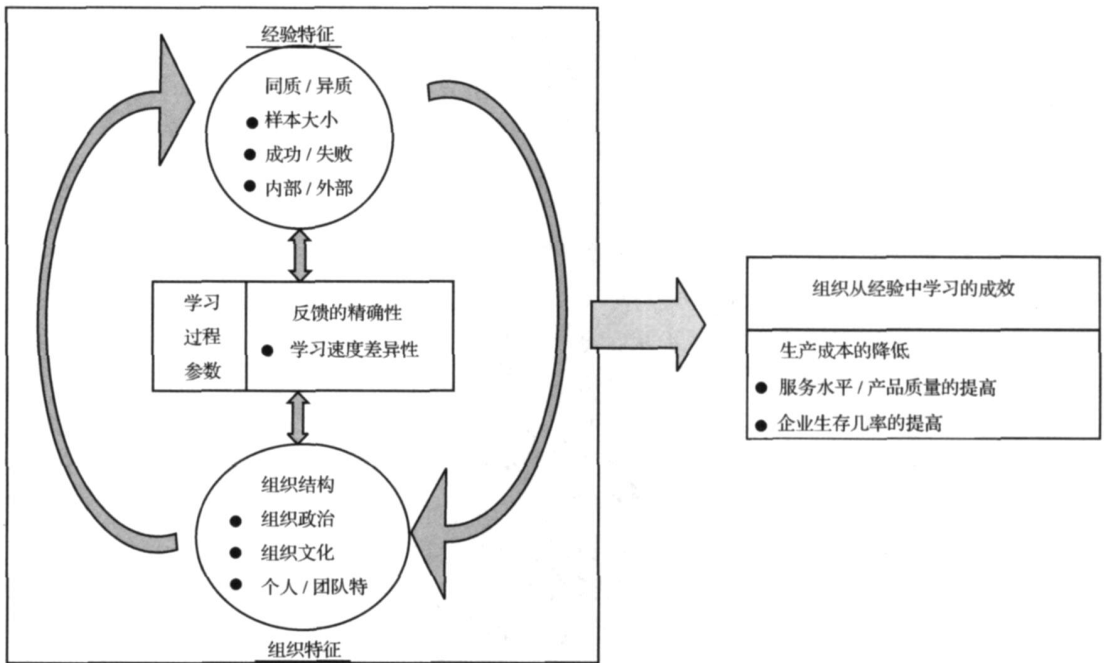 经验特征
同质 / 异质
● 样本大小
● 成功 / 失败
● 内部 / 外部
学习
过程
参数
反馈的精确性
● 学习速度差异性
组织结构
● 组织政治
● 组织文化
● 个人 / 团队特
组织特征
组织从经验中学习的成效
生产成本的降低
● 服务水平 / 产品质量的提高
● 企业生存几率的提高